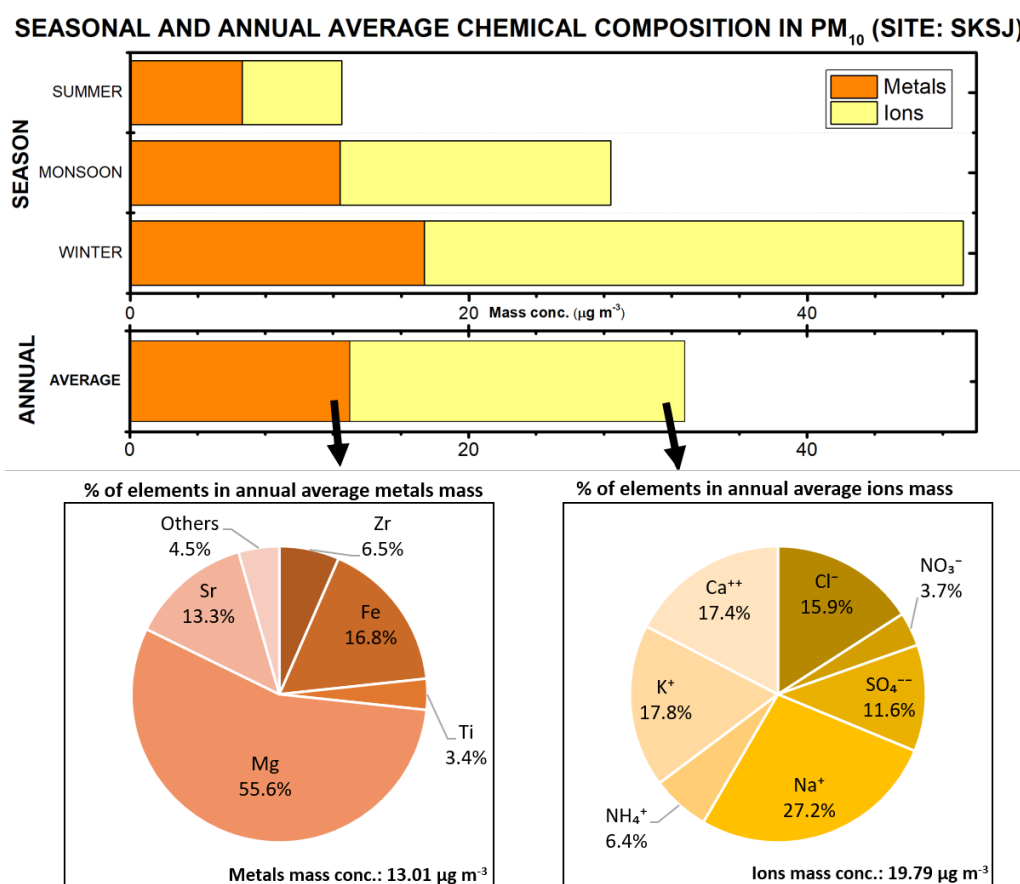 SEASONAL AND ANNUAL AVERAGE CHEMICAL COMPOSITION IN PM₁₀ (SITE: SKSJ)
SEASON
SUMMER
MONSOON
WINTER
Metals
Ions
0
20
Mass conc. (μg m⁻³)
40
ANNUAL
AVERAGE
0
20
40
% of elements in annual average metals mass
Others
4.5%
Zr
6.5%
Sr
13.3%
Fe
16.8%
Ti
3.4%
Mg
55.6%
Metals mass conc.: 13.01 μg m⁻³
% of elements in annual average ions mass
Ca⁺⁺
17.4%
Cl⁻
15.9%
NO₃⁻
3.7%
K⁺
17.8%
SO₄⁻⁻
11.6%
Na⁺
27.2%
NH₄⁺
6.4%
Ions mass conc.: 19.79 μg m⁻³